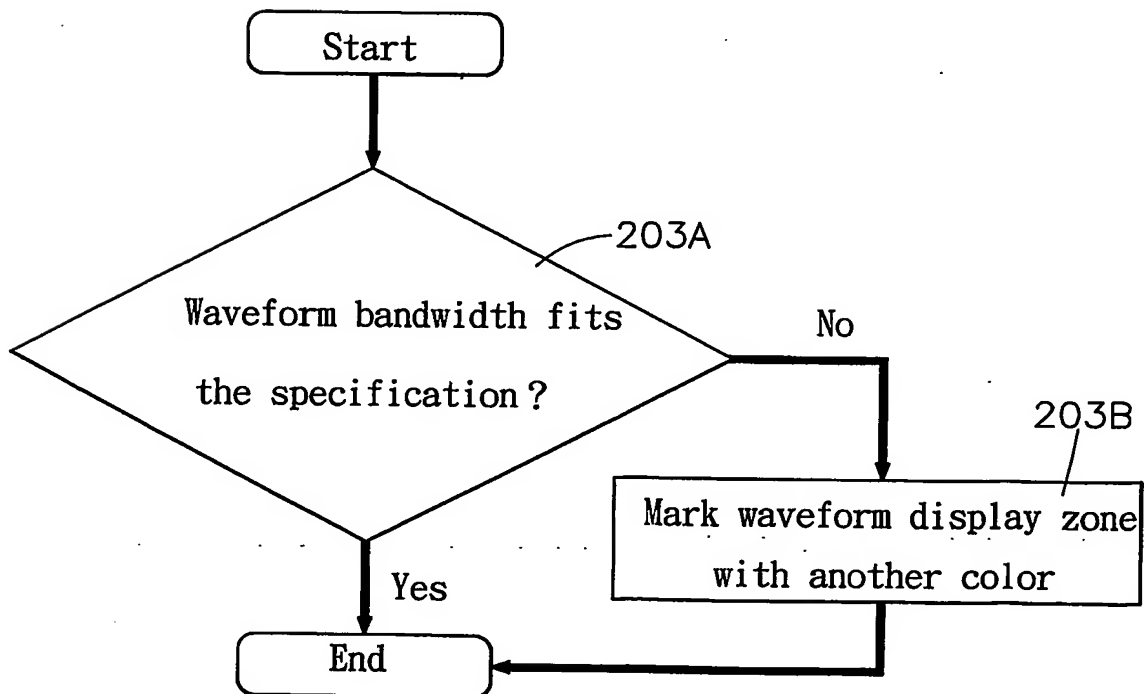 Start
203A
Waveform bandwidth fits
the specification?
No
203B
Mark waveform display zone
with another color
Yes
End